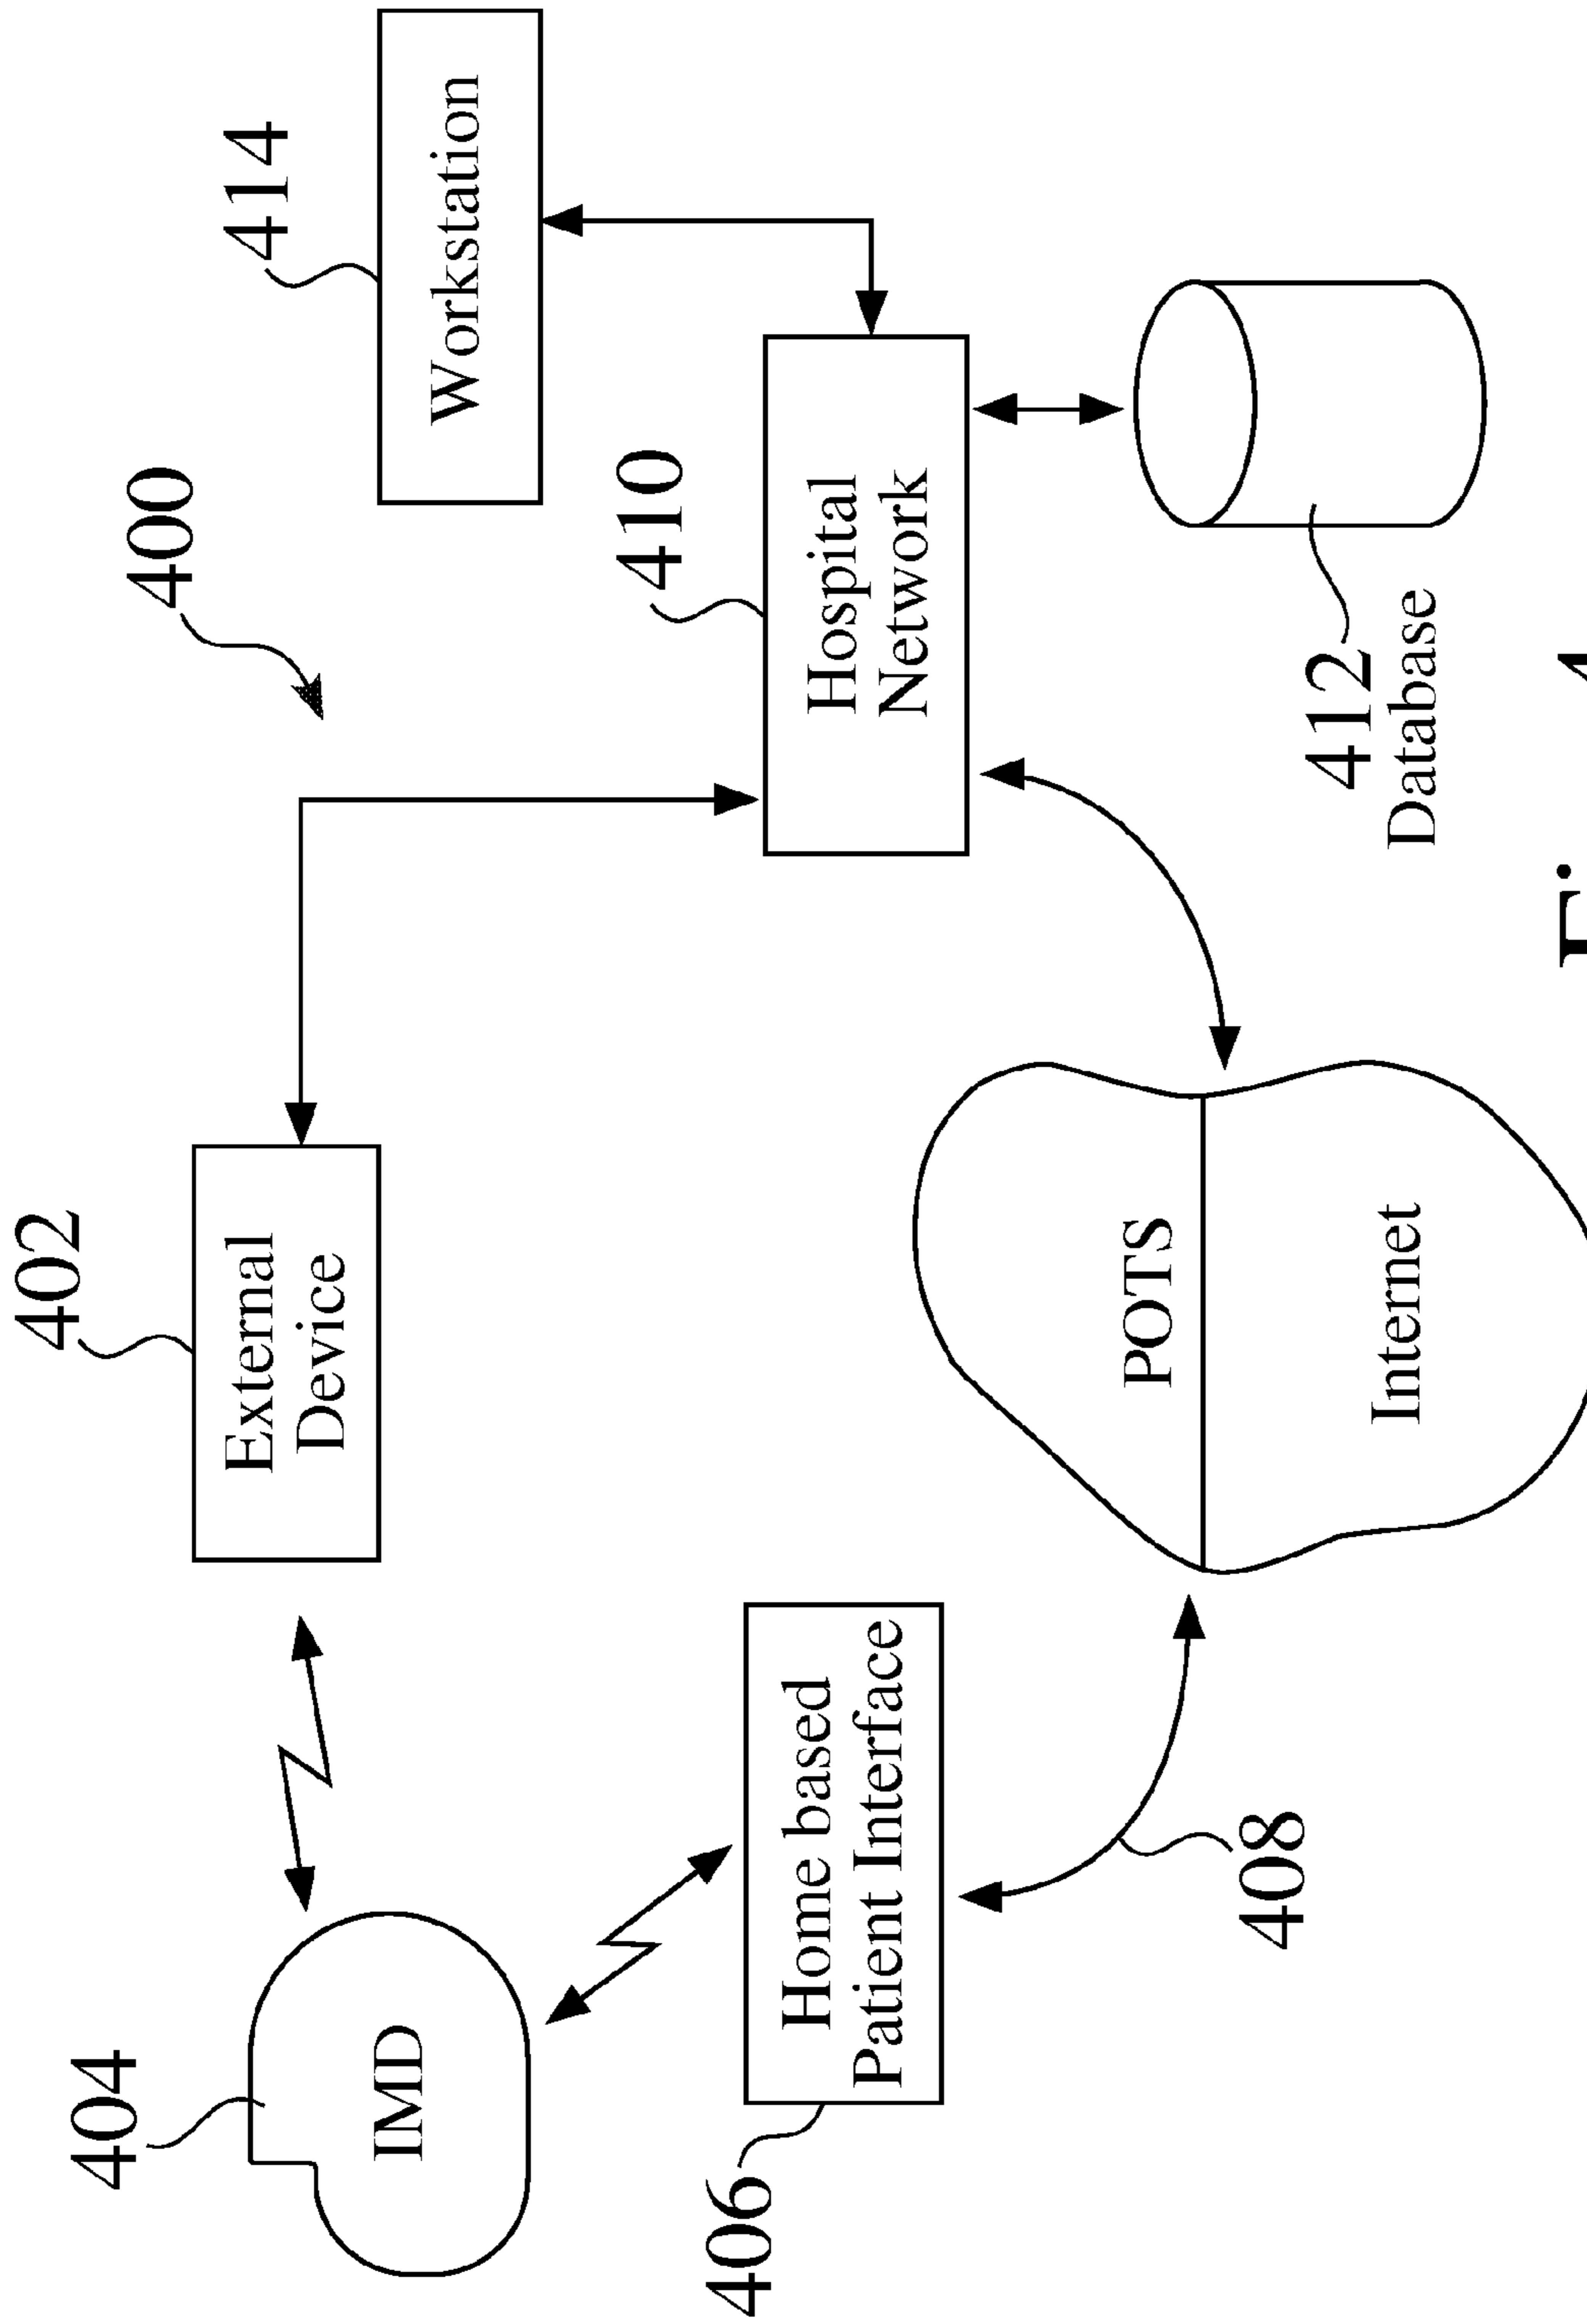 400
402
External
Device
404
IMD
414
Workstation
410
Hospital
Network
406
Home based
Patient Interface
POTS
Internet
408
412
Database